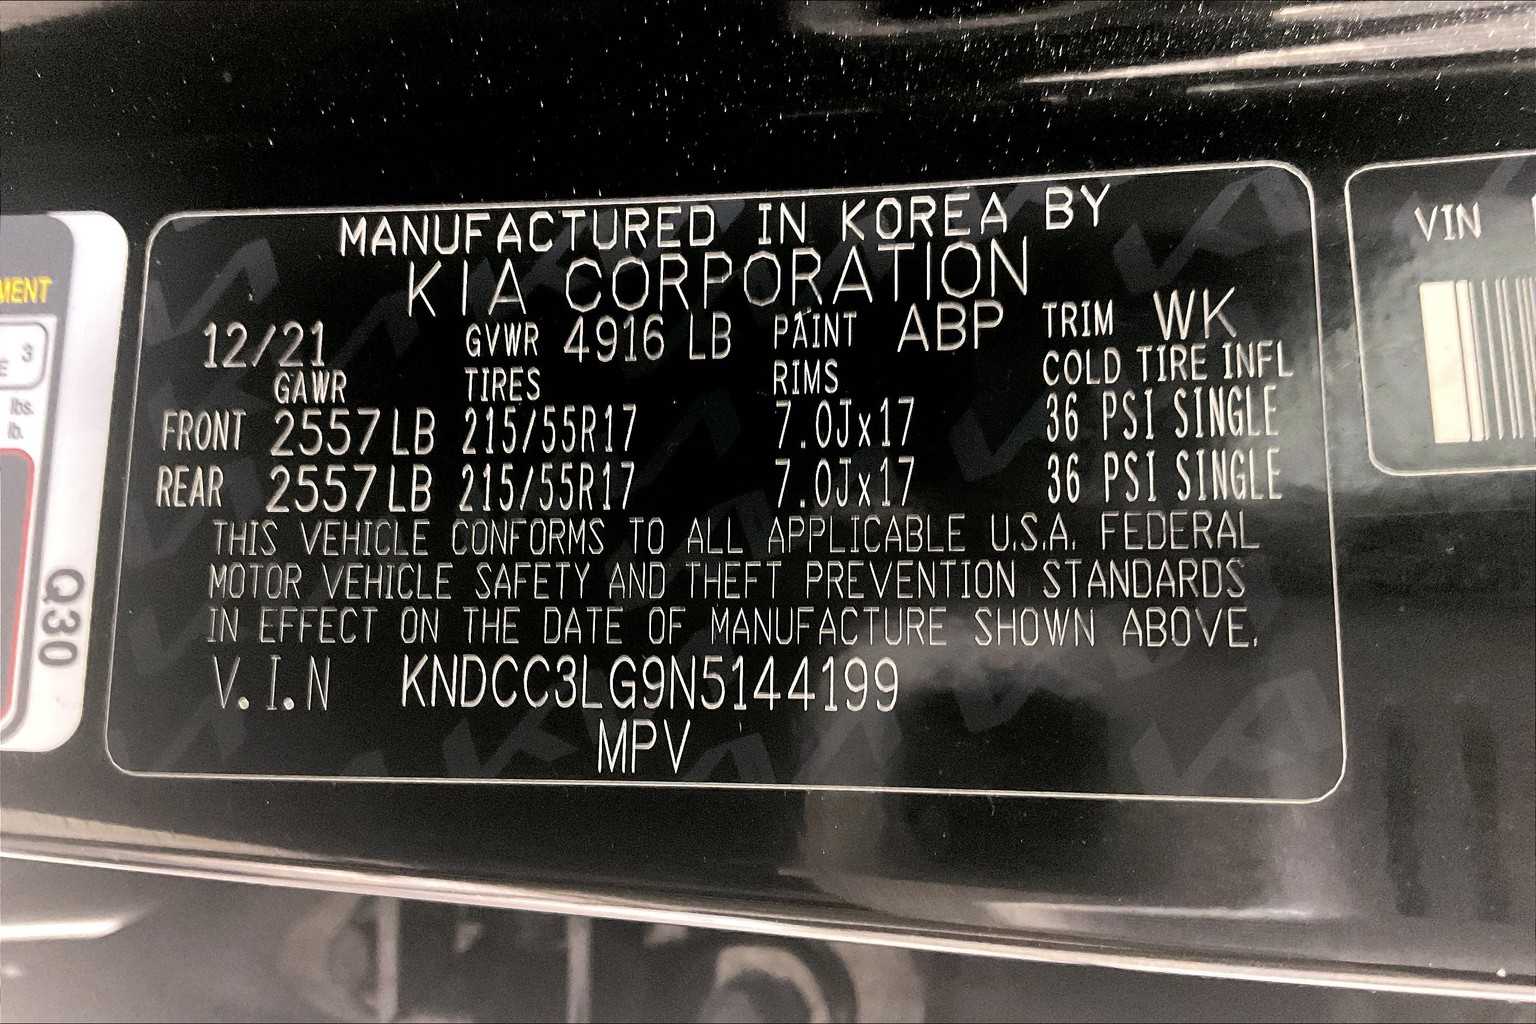 MANUFACTURED IN KOREA BY
KIA CORPORATION
12/21 GVWR 4916 LB PAINT ABP TRIM WK
GAWR TIRES RIMS COLD TIRE INFL
FRONT 2557LB 215/55R17 7.0Jx17 36 PSI SINGLE
REAR 2557LB 215/55R17 7.0Jx17 36 PSI SINGLE
THIS VEHICLE CONFORMS TO ALL APPLICABLE U.S.A. FEDERAL
MOTOR VEHICLE SAFETY AND THEFT PREVENTION STANDARDS
IN EFFECT ON THE DATE OF MANUFACTURE SHOWN ABOVE.
V.I.N KNDCC3LG9N5144199
MPV
VIN
3
lbs.
lb.
Q30